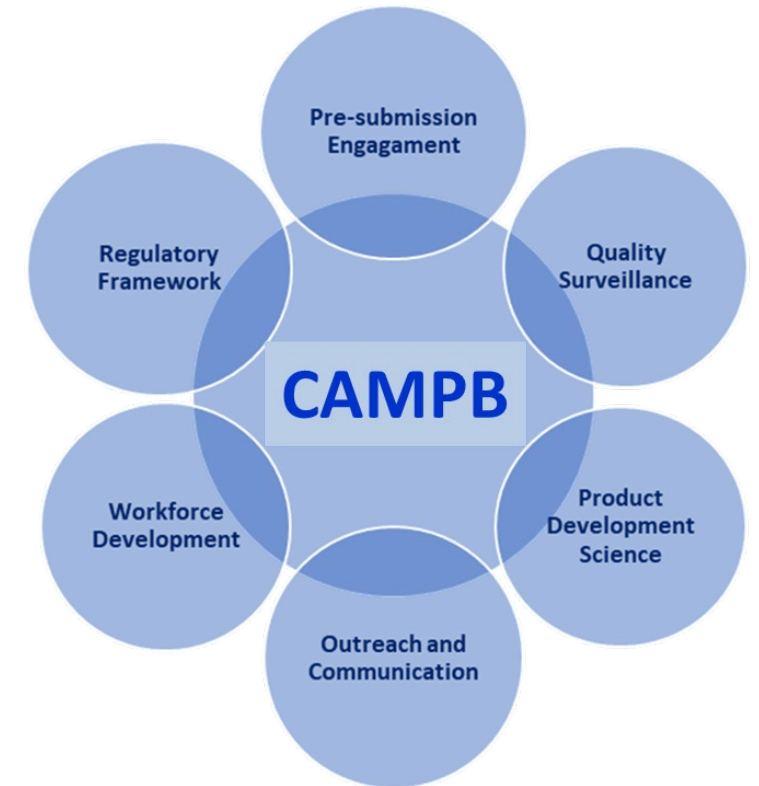 Pre-submission
Engagament
Regulatory
Framework
Quality
Surveillance
CAMPB
Workforce
Development
Product
Development
Science
Outreach and
Communication